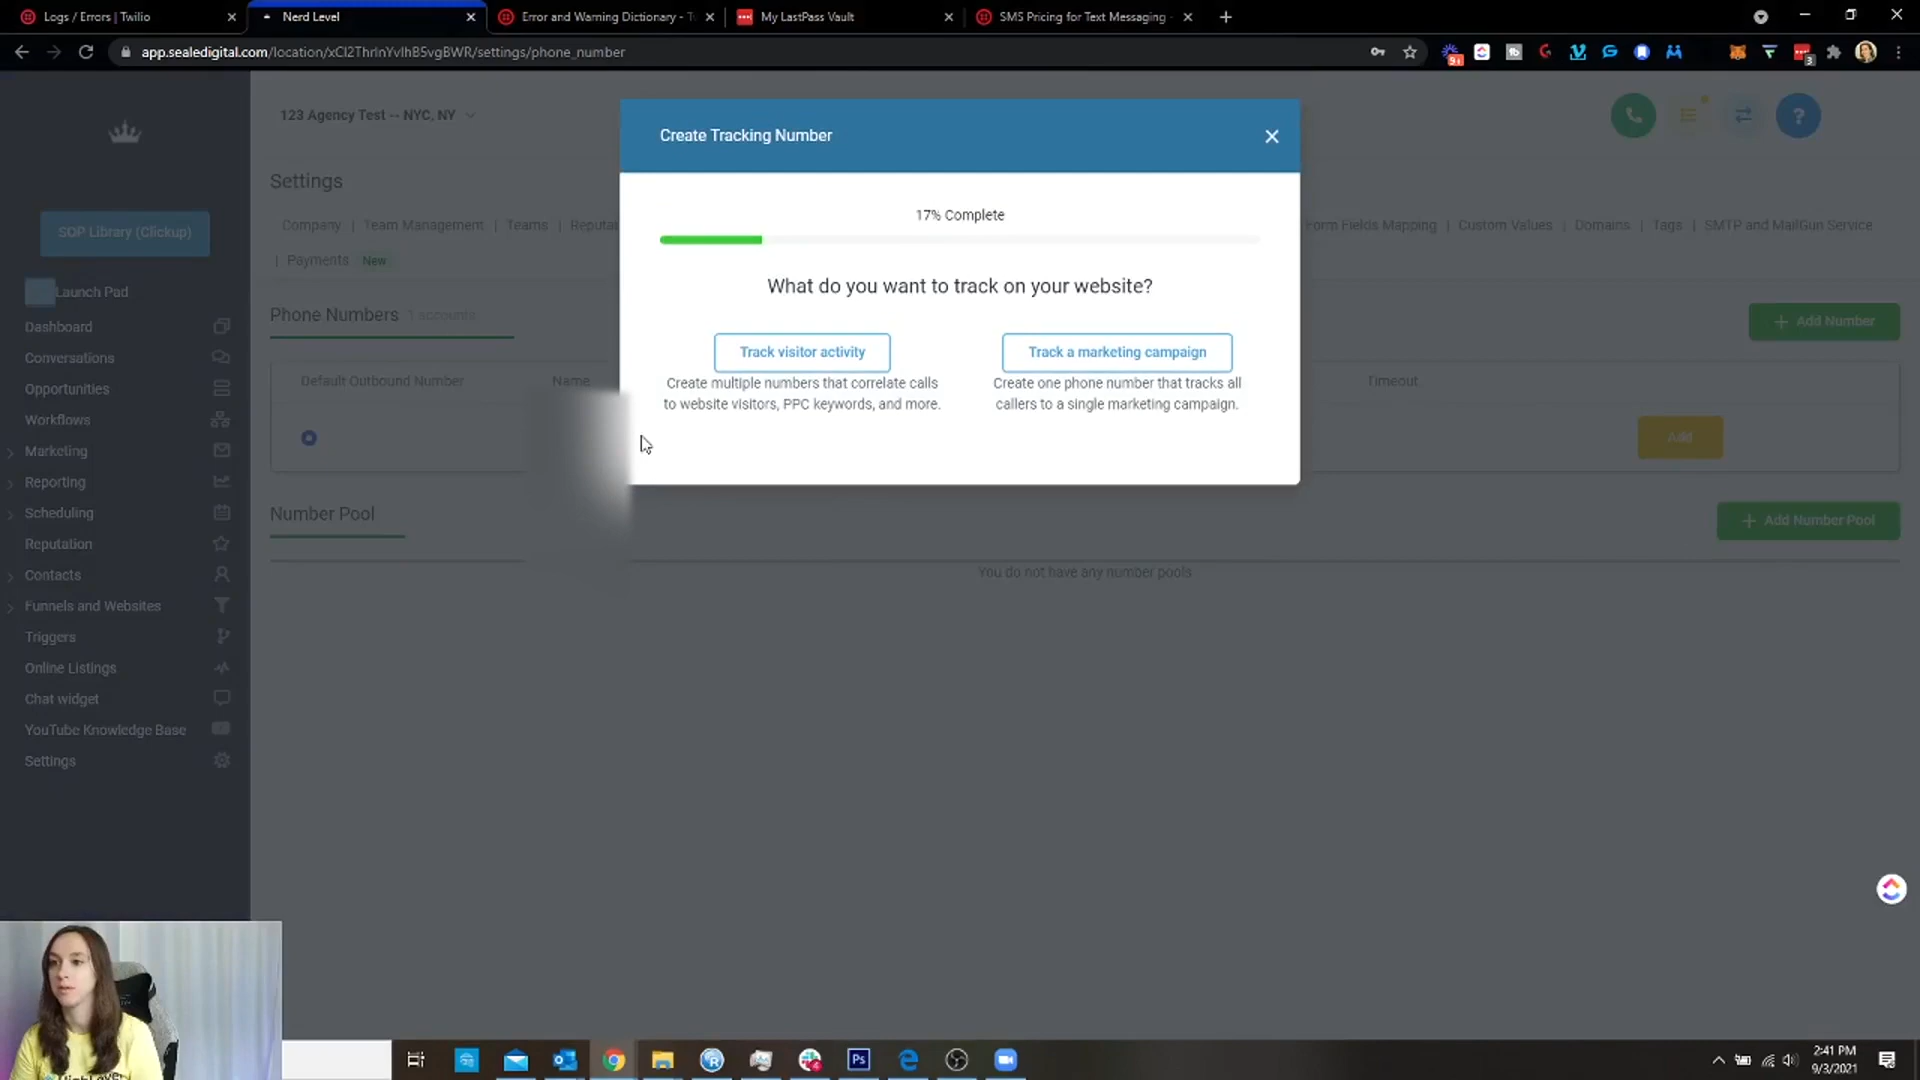 Logs / Errors | Twilio
Nerd Level
Error and Warning Dictionary - T
My LastPass Vault
SMS Pricing for Text Messaging
app.sealedigital.com/location/xCl2ThrlnYvlhB5vgBWR/settings/phone_number
9+
3
123 Agency Test -- NYC, NY
?
Create Tracking Number
17% Complete
What do you want to track on your website?
Track visitor activity
Create multiple numbers that correlate calls
to website visitors, PPC keywords, and more.
Track a marketing campaign
Create one phone number that tracks all
callers to a single marketing campaign.
Settings
Company | Team Management | Teams | Reputa
Form Fields Mapping | Custom Values | Domains | Tags | SMTP and MailGun Service
| Payments New
SOP Library (Clickup)
Launch Pad
Dashboard
Conversations
Opportunities
Workflows
Marketing
Reporting
Scheduling
Reputation
Contacts
Funnels and Websites
Triggers
Online Listings
Chat widget
YouTube Knowledge Base
Settings
Phone Numbers 1 accounts
+ Add Number
Default Outbound Number
Name
Timeout
Add
Number Pool
+ Add Number Pool
You do not have any number pools
Ps
2:41 PM
9/3/2021